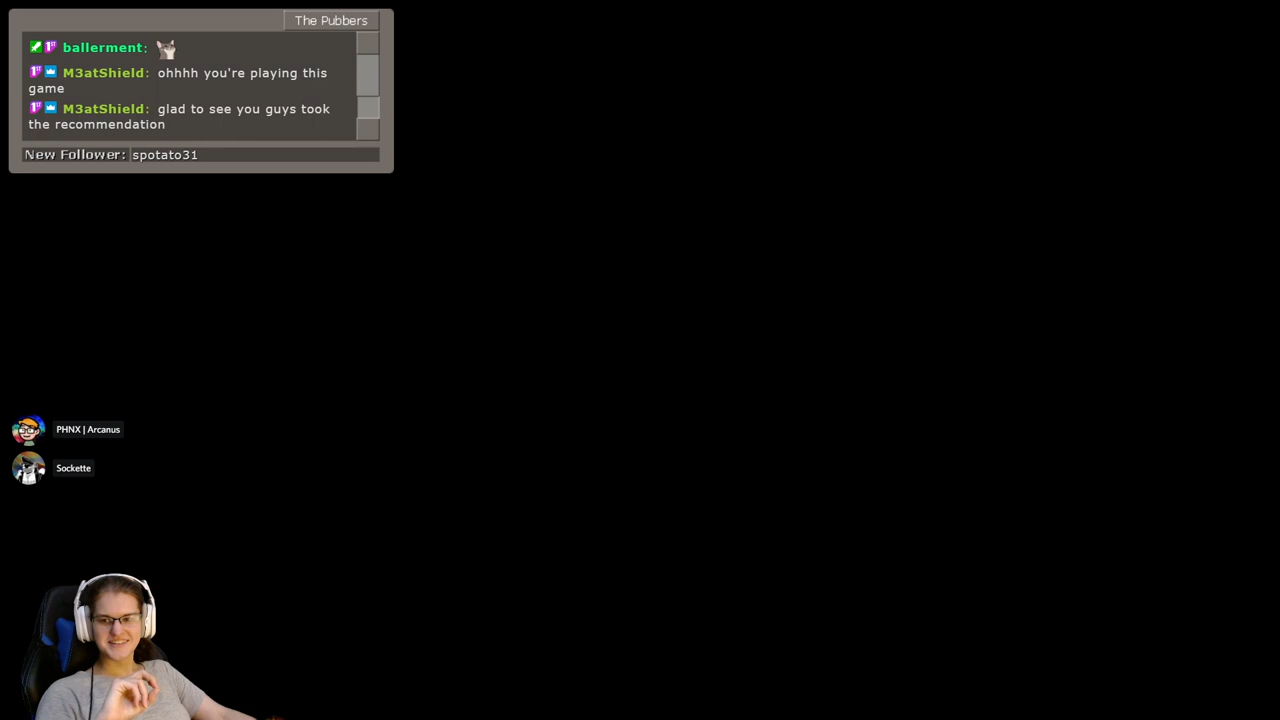 The Pubbers
ballerment:
M3atShield: ohhhh you're playing this
game
M3atShield: glad to see you guys took
the recommendation
New Follower: spotato31
PHNX | Arcanus
Sockette